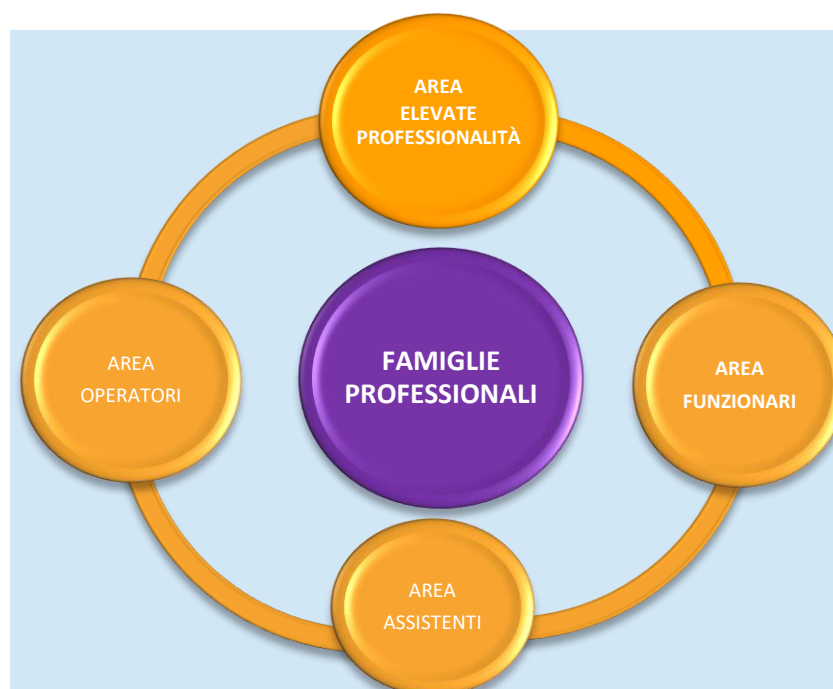 AREA
ELEVATE
PROFESSIONALITÀ
AREA
OPERATORI
FAMIGLIE
PROFESSIONALI
AREA
FUNZIONARI
AREA
ASSISTENTI